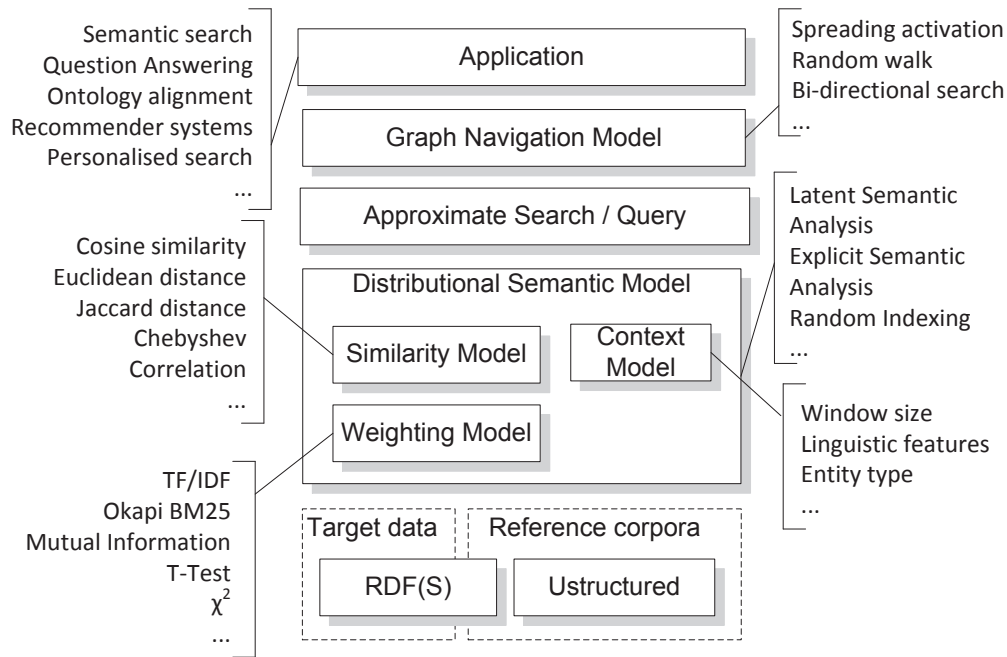 Semantic search
Question Answering
Ontology alignment
Recommender systems
Personalised search
...
Application
Graph Navigation Model
Approximate Search / Query
Spreading activation
Random walk
Bi-directional search
...
Cosine similarity
Euclidean distance
Jaccard distance
Chebyshev
Correlation
...
Distributional Semantic Model
Similarity Model
Context
Model
Weighting Model
Latent Semantic
Analysis
Explicit Semantic
Analysis
Random Indexing
...
Window size
Linguistic features
Entity type
...
TF/IDF
Okapi BM25
Mutual Information
T-Test
χ²
...
Target data
Reference corpora
RDF(S)
Ustructured